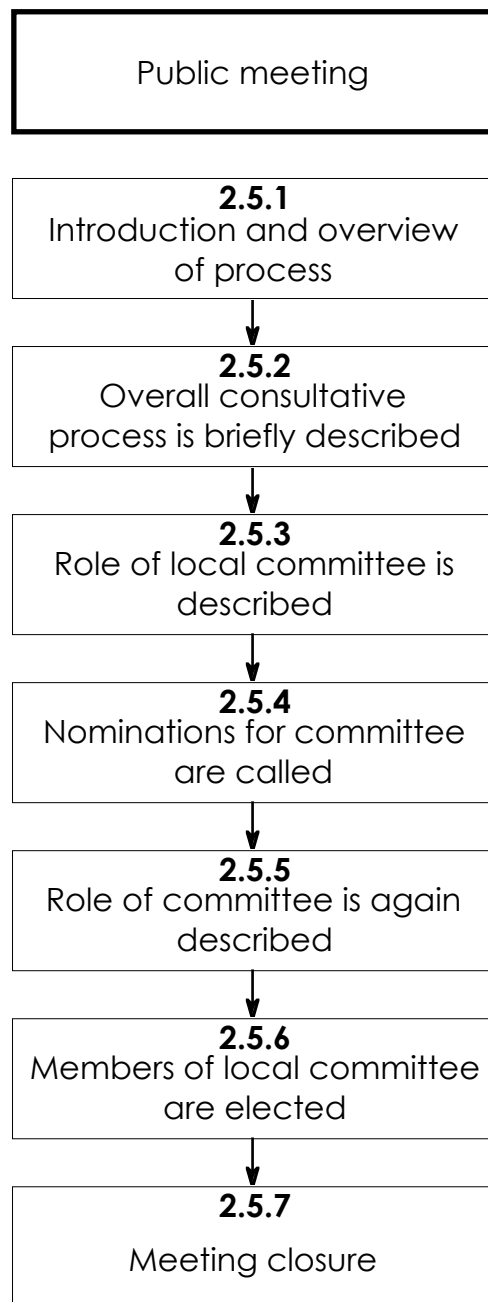 Public meeting
2.5.1
Introduction and overview
of process
2.5.2
Overall consultative
process is briefly described
2.5.3
Role of local committee is
described
2.5.4
Nominations for committee
are called
2.5.5
Role of committee is again
described
2.5.6
Members of local committee
are elected
2.5.7
Meeting closure